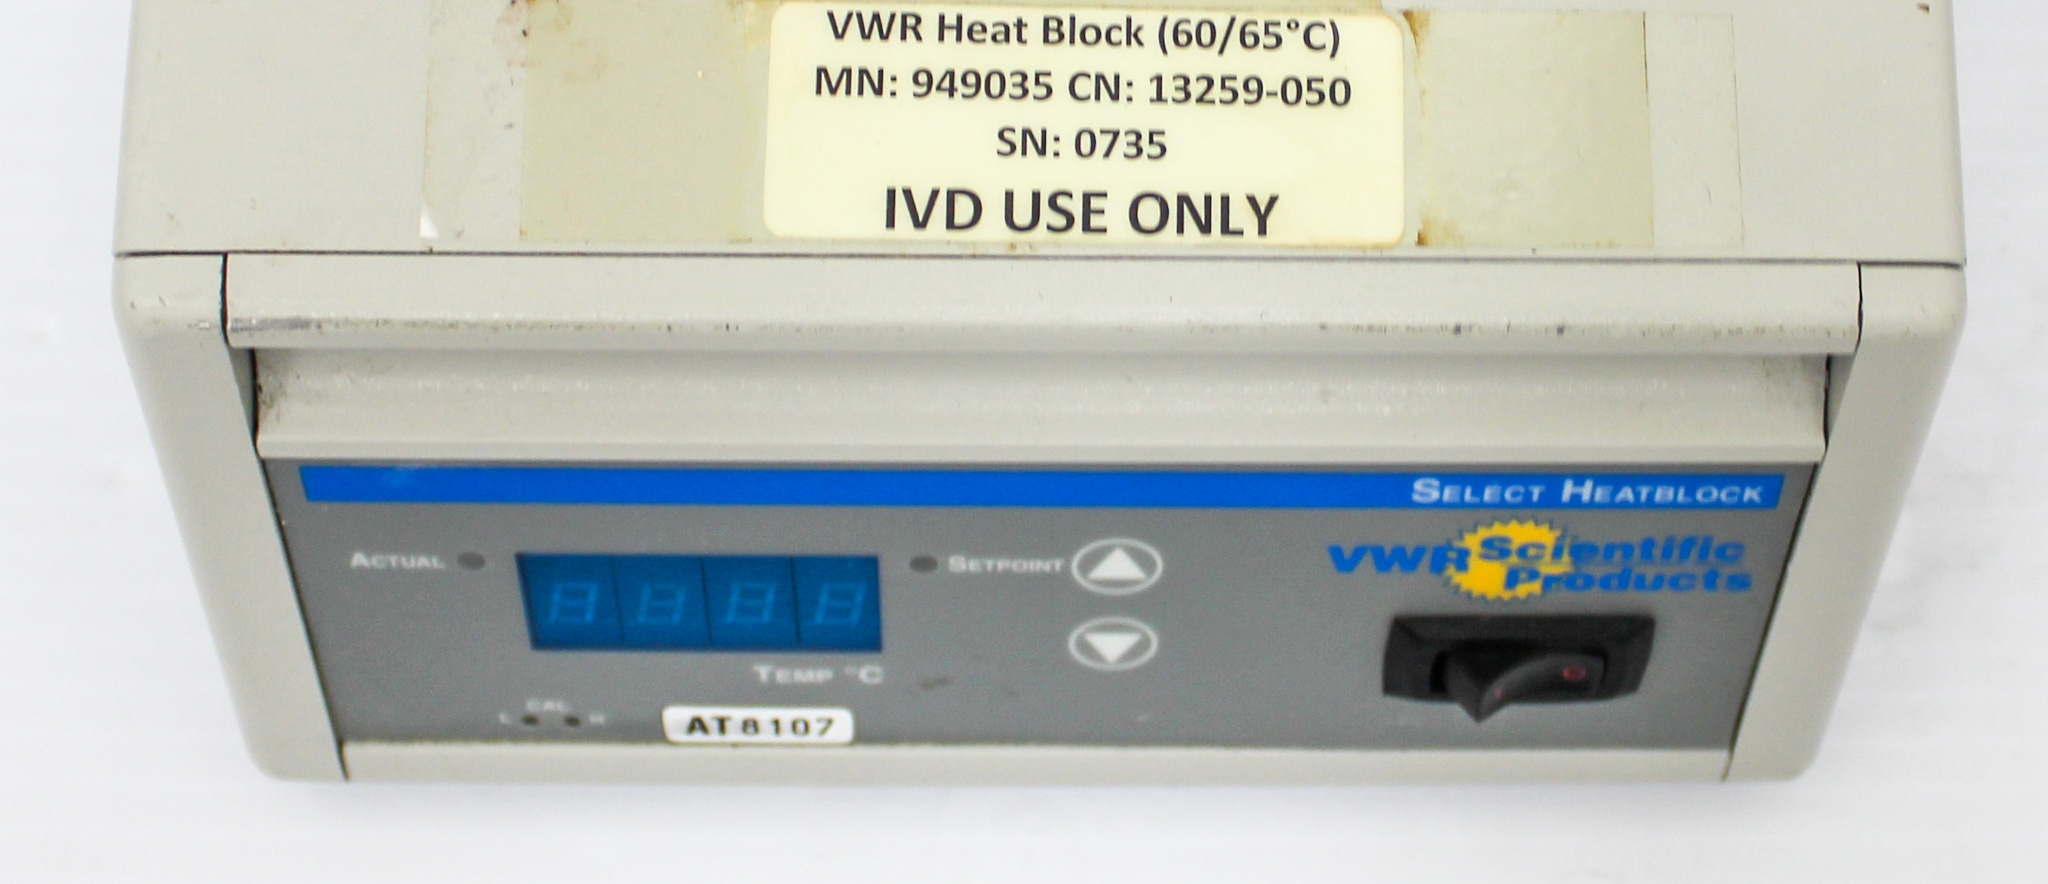 VWR Heat Block (60/65°C)
MN: 949035 CN: 13259-050
SN: 0735
IVD USE ONLY
SELECT HEATBLOCK
ACTUAL
SETPOINT
VWR Scientific
Products
TEMP °C
CAL
L H
AT8107